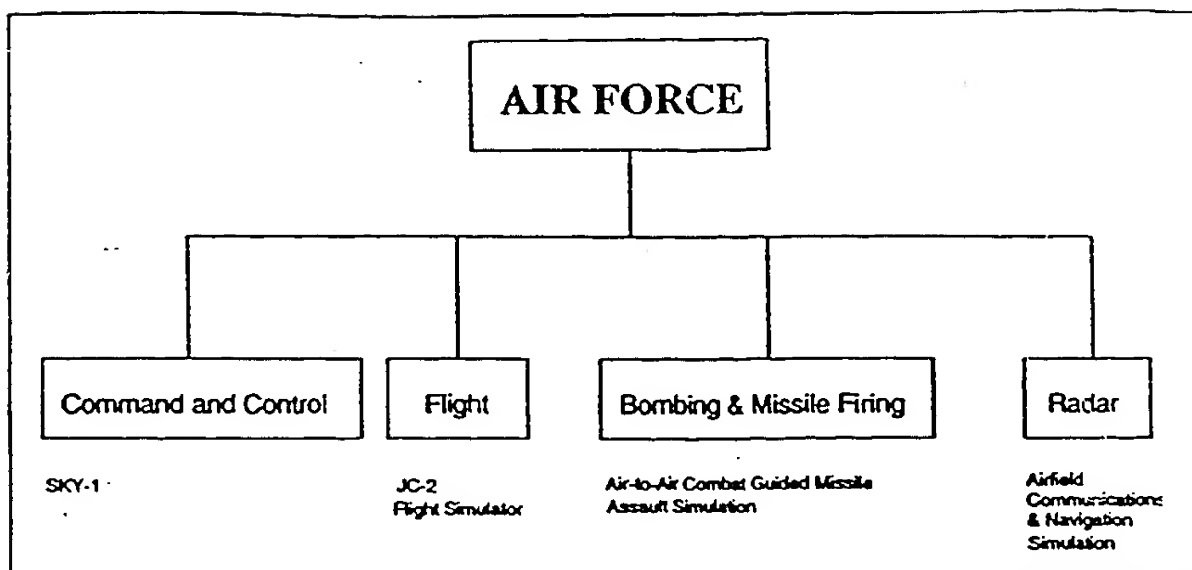 AIR FORCE
Command and Control
Flight
Bombing & Missile Firing
Radar
SKY-1
JC-2
Flight Simulator
Air-to-Air Combat Guided Missile
Assault Simulation
Airfield
Communications
& Navigation
Simulation